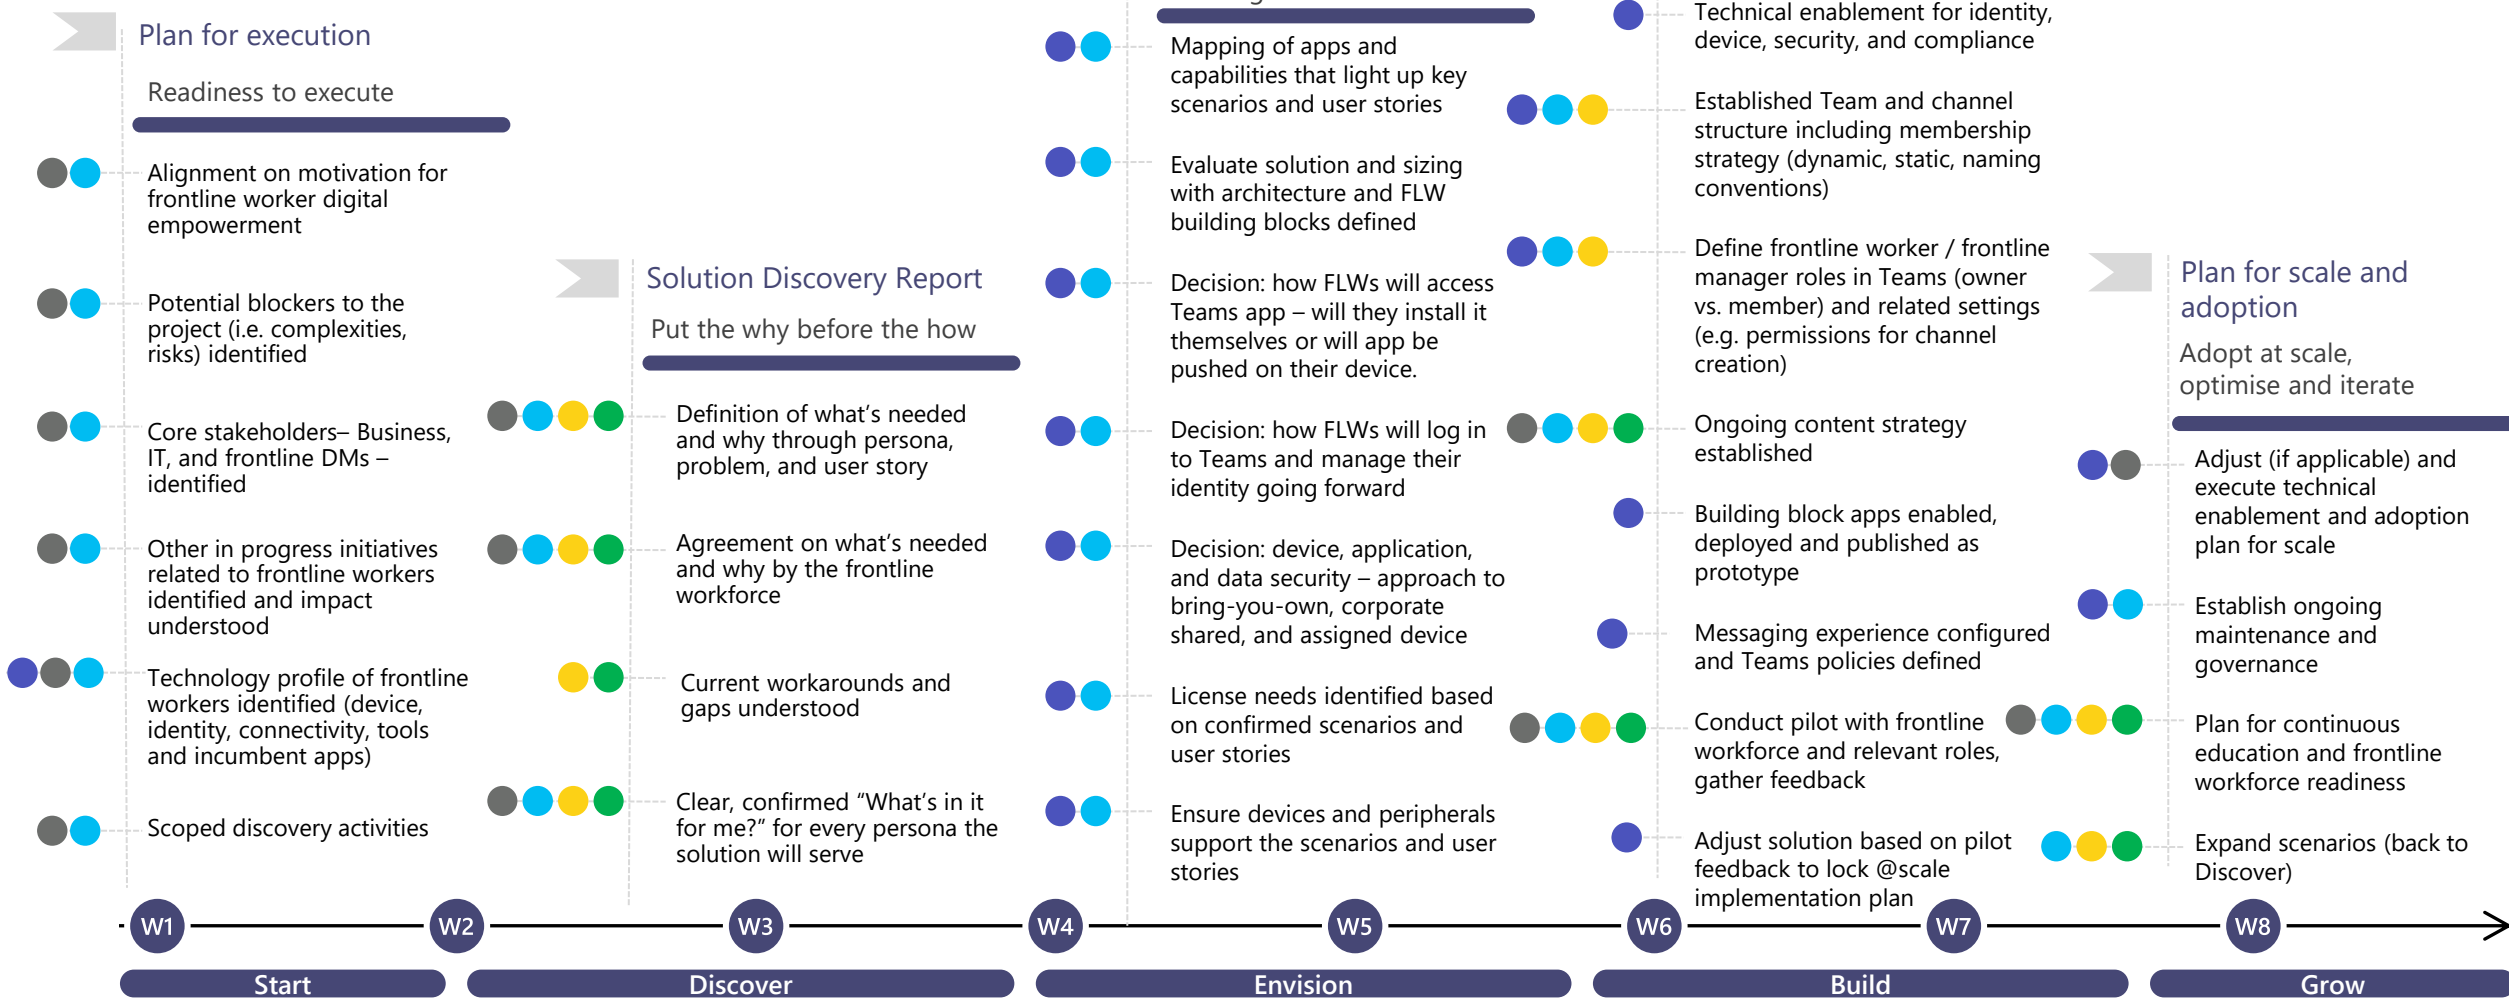 Plan for execution
Readiness to execute
Alignment on motivation for
frontline worker digital
empowerment
Potential blockers to the
project (i.e. complexities,
risks) identified
Core stakeholders– Business,
IT, and frontline DMs –
identified
Other in progress initiatives
related to frontline workers
identified and impact
understood
Technology profile of frontline
workers identified (device,
identity, connectivity, tools
and incumbent apps)
Scoped discovery activities
Solution Discovery Report
Put the why before the how
Definition of what's needed
and why through persona,
problem, and user story
Agreement on what's needed
and why by the frontline
workforce
Current workarounds and
gaps understood
Clear, confirmed “What's in it
for me?” for every persona the
solution will serve
Mapping of apps and
capabilities that light up key
scenarios and user stories
Evaluate solution and sizing
with architecture and FLW
building blocks defined
Decision: how FLWs will access
Teams app – will they install it
themselves or will app be
pushed on their device.
Decision: how FLWs will log in
to Teams and manage their
identity going forward
Decision: device, application,
and data security – approach to
bring-you-own, corporate
shared, and assigned device
License needs identified based
on confirmed scenarios and
user stories
Ensure devices and peripherals
support the scenarios and user
stories
Technical enablement for identity,
device, security, and compliance
Established Team and channel
structure including membership
strategy (dynamic, static, naming
conventions)
Define frontline worker / frontline
manager roles in Teams (owner
vs. member) and related settings
(e.g. permissions for channel
creation)
Ongoing content strategy
established
Building block apps enabled,
deployed and published as
prototype
Messaging experience configured
and Teams policies defined
Conduct pilot with frontline
workforce and relevant roles,
gather feedback
Adjust solution based on pilot
feedback to lock @scale
implementation plan
Plan for scale and
adoption
Adopt at scale,
optimise and iterate
Adjust (if applicable) and
execute technical
enablement and adoption
plan for scale
Establish ongoing
maintenance and
governance
Plan for continuous
education and frontline
workforce readiness
Expand scenarios (back to
Discover)
W1
W2
W3
W4
W5
W6
W7
W8
Start
Discover
Envision
Build
Grow